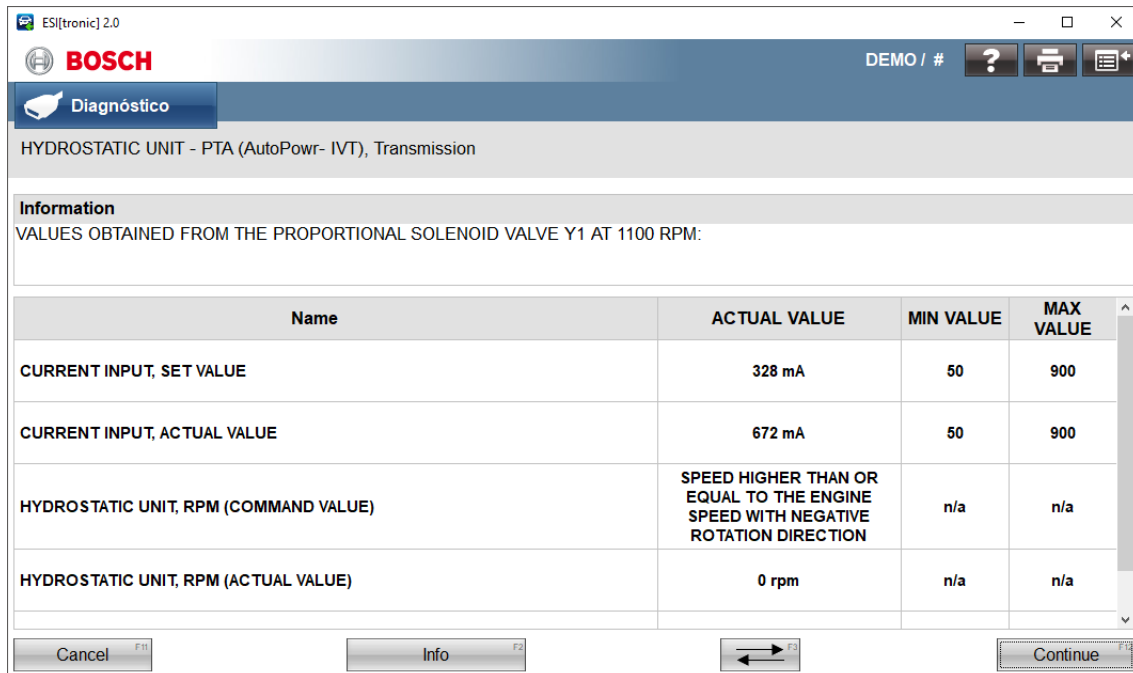 ESI[tronic] 2.0
BOSCH
DEMO / #
?
Diagnóstico
HYDROSTATIC UNIT - PTA (AutoPowr- IVT), Transmission
Information
VALUES OBTAINED FROM THE PROPORTIONAL SOLENOID VALVE Y1 AT 1100 RPM:
Name ACTUAL VALUE MIN VALUE MAX
VALUE
CURRENT INPUT, SET VALUE 328 mA 50 900
CURRENT INPUT, ACTUAL VALUE 672 mA 50 900
SPEED HIGHER THAN OR
EQUAL TO THE ENGINE
HYDROSTATIC UNIT, RPM (COMMAND VALUE) n/a n/a
SPEED WITH NEGATIVE
ROTATION DIRECTION
HYDROSTATIC UNIT, RPM (ACTUAL VALUE) 0 rpm n/a n/a
Cancel F11 Info F2 F3 Continue F12